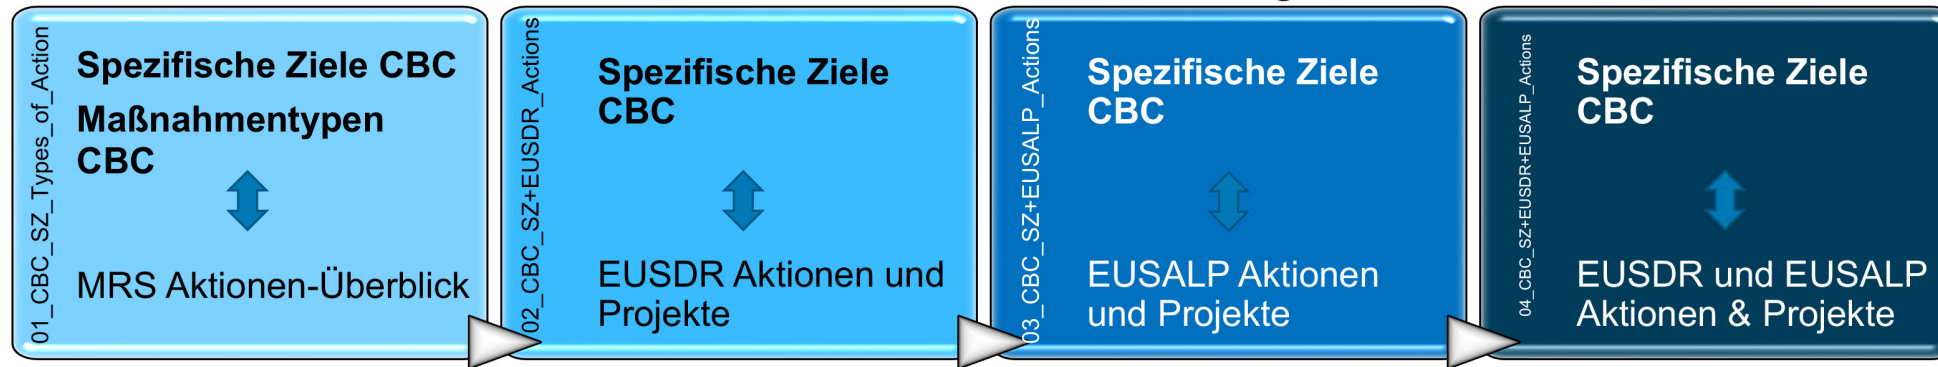 01_CBC_SZ_Types_of_Action
Spezifische Ziele CBC
Maßnahmentypen
CBC
MRS Aktionen-Überblick
02_CBC_SZ+EUSDR_Actions
Spezifische Ziele
CBC
EUSDR Aktionen und
Projekte
03_CBC_SZ+EUSALP_Actions
Spezifische Ziele
CBC
EUSALP Aktionen
und Projekte
04_CBC_SZ+EUSDR+EUSALP_Actions
Spezifische Ziele
CBC
EUSDR und EUSALP
Aktionen & Projekte